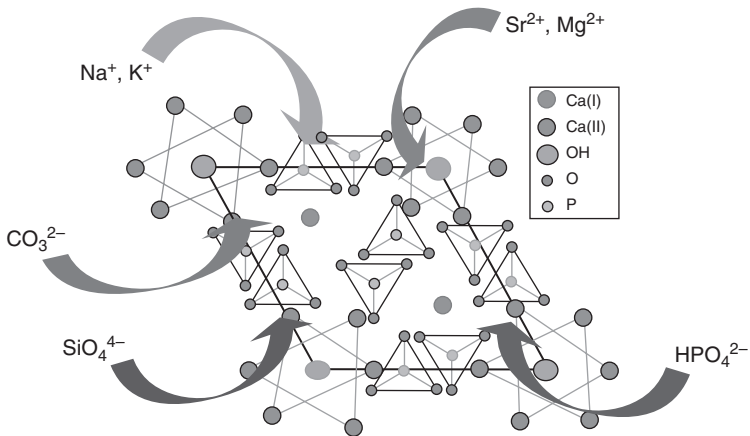 Sr²⁺, Mg²⁺
Na⁺, K⁺
Ca(I)
Ca(II)
OH
O
P
CO₃²⁻
SiO₄⁴⁻
HPO₄²⁻